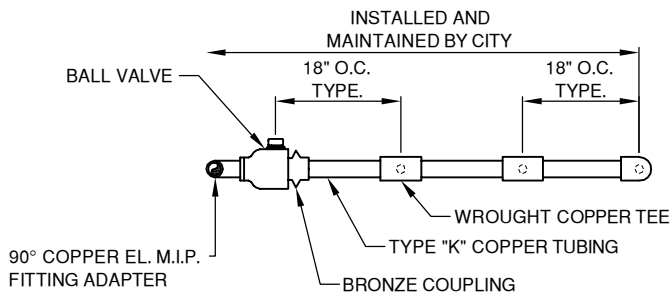 INSTALLED AND
MAINTAINED BY CITY
BALL VALVE
18" O.C.
TYPE.
18" O.C.
TYPE.
WROUGHT COPPER TEE
TYPE "K" COPPER TUBING
90° COPPER EL. M.I.P.
FITTING ADAPTER
BRONZE COUPLING